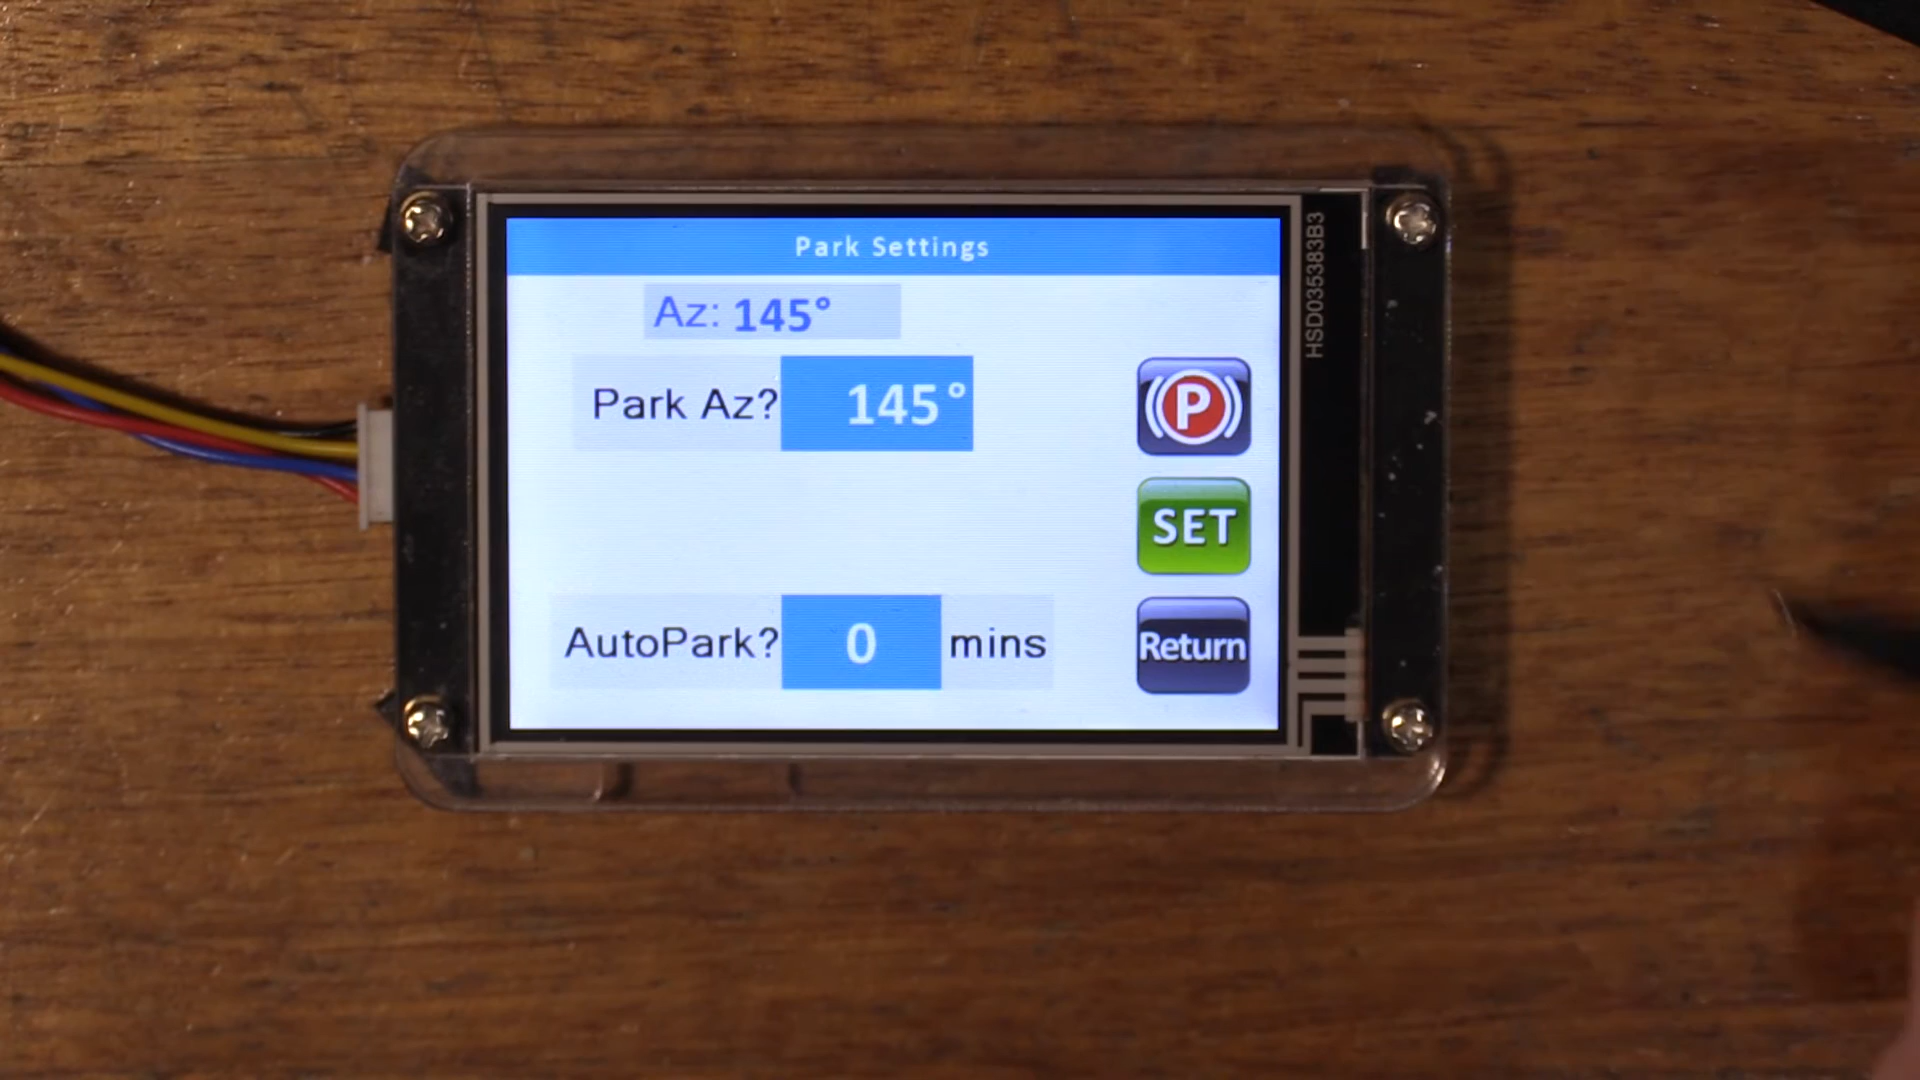 Park Settings
Az: 145°
Park Az? 145°
P
SET
AutoPark? 0 mins
Return
HSD035383B3